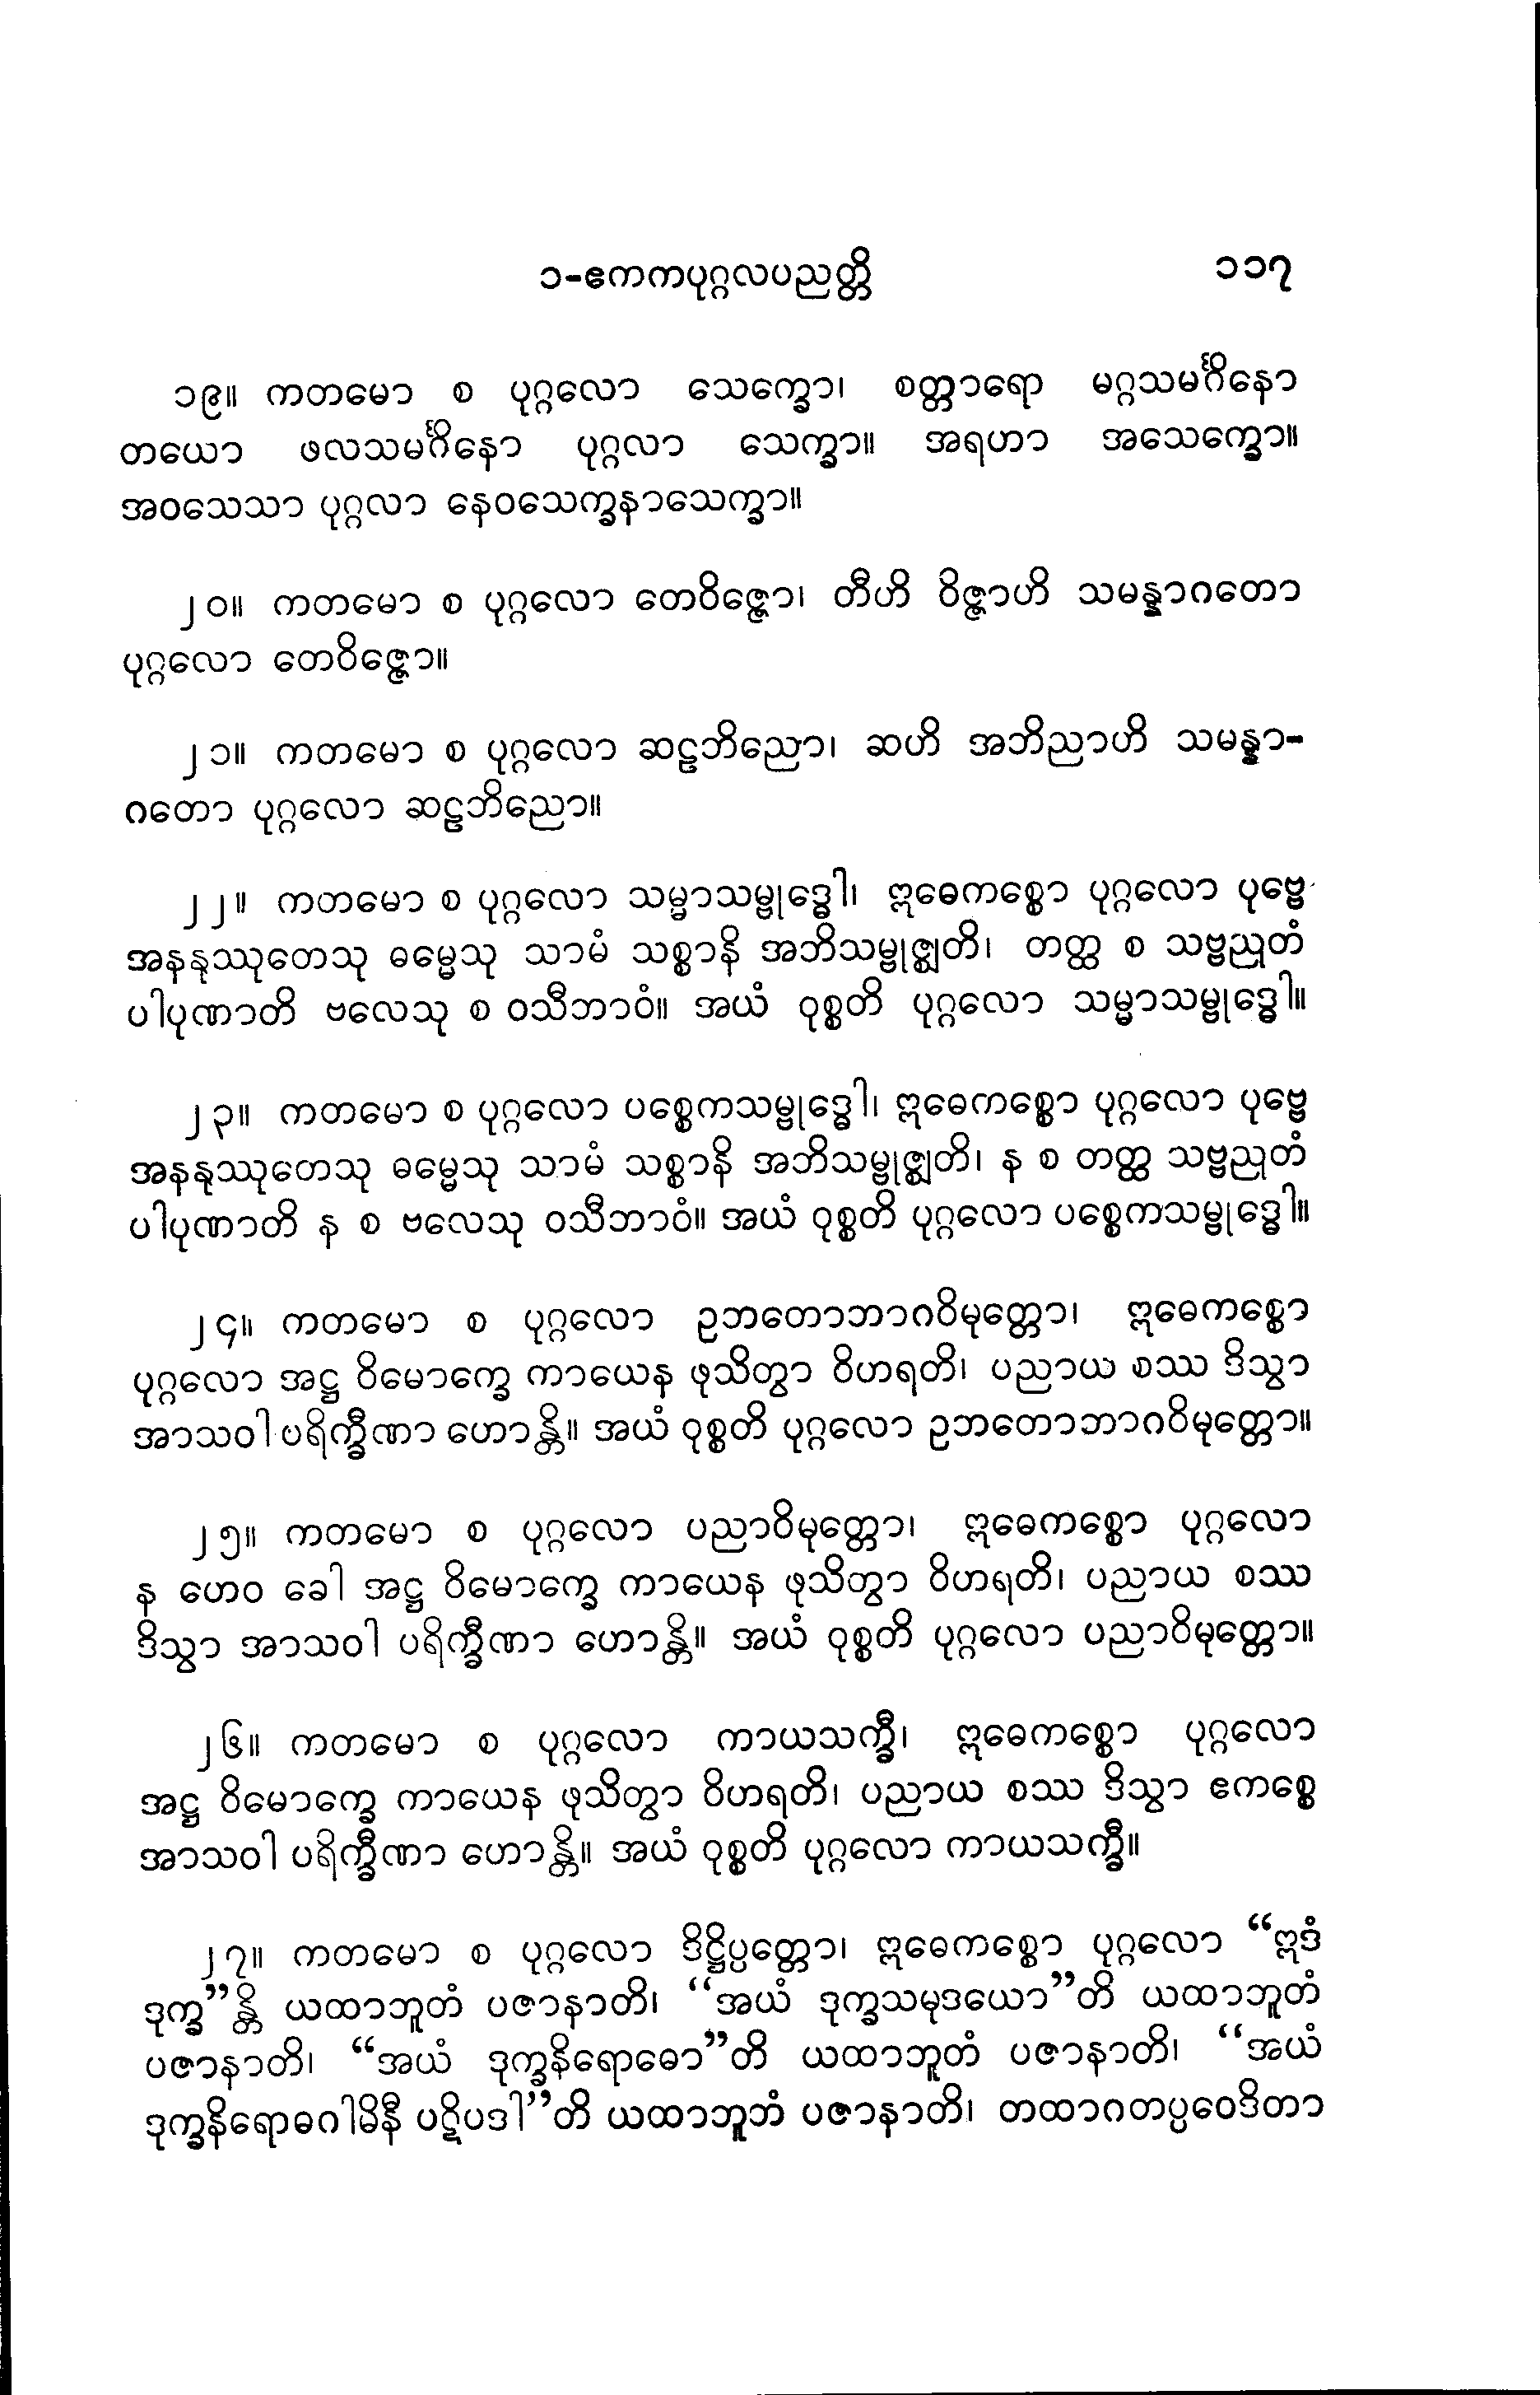 ၁-ဧကကပုဂ္ဂလပညတ္တိ ၁၁၇
၁၉။ ကတမော စ ပုဂ္ဂလော သေက္ခော၊ စတ္တာရော မဂ္ဂသမင်္ဂိနော
တယော ဖလသမင်္ဂိနော ပုဂ္ဂလာ သေက္ခာ။ အရဟာ အသေက္ခော။
အဝသေသာ ပုဂ္ဂလာ နေဝသေက္ခနာသေက္ခာ။
၂၀။ ကတမော စ ပုဂ္ဂလော တေဝိဇ္ဇော၊ တီဟိ ဝိဇ္ဇာဟိ သမန္နာဂတော
ပုဂ္ဂလော တေဝိဇ္ဇော။
၂၁။ ကတမော စ ပုဂ္ဂလော ဆဠဘိညော၊ ဆဟိ အဘိညာဟိ သမန္နာ-
ဂတော ပုဂ္ဂလော ဆဠဘိညော။
၂၂။ ကတမော စ ပုဂ္ဂလော သမ္မာသမ္ဗုဒ္ဓေါ၊ ဣဓေကစ္စော ပုဂ္ဂလော ပုဗ္ဗေ
အနနုဿုတေသု ဓမ္မေသု သာမံ သစ္စာနိ အဘိသမ္ဗုဇ္ဈတိ၊ တတ္ထ စ သဗ္ဗညုတံ
ပါပုဏာတိ ဗလေသု စ ဝသီဘာဝံ။ အယံ ဝုစ္စတိ ပုဂ္ဂလော သမ္မာသမ္ဗုဒ္ဓေါ။
၂၃။ ကတမော စ ပုဂ္ဂလော ပစ္စေကသမ္ဗုဒ္ဓေါ၊ ဣဓေကစ္စော ပုဂ္ဂလော ပုဗ္ဗေ
အနနုဿုတေသု ဓမ္မေသု သာမံ သစ္စာနိ အဘိသမ္ဗုဇ္ဈတိ၊ န စ တတ္ထ သဗ္ဗညုတံ
ပါပုဏာတိ န စ ဗလေသု ဝသီဘာဝံ။ အယံ ဝုစ္စတိ ပုဂ္ဂလော ပစ္စေကသမ္ဗုဒ္ဓေါ။
၂၄။ ကတမော စ ပုဂ္ဂလော ဥဘတောဘာဂဝိမုတ္တော၊ ဣဓေကစ္စော
ပုဂ္ဂလော အဋ္ဌ ဝိမောက္ခေ ကာယေန ဖုသိတွာ ဝိဟရတိ၊ ပညာယ စဿ ဒိသွာ
အာသဝါ ပရိက္ခီဏာ ဟောန္တိ။ အယံ ဝုစ္စတိ ပုဂ္ဂလော ဥဘတောဘာဂဝိမုတ္တော။
၂၅။ ကတမော စ ပုဂ္ဂလော ပညာဝိမုတ္တော၊ ဣဓေကစ္စော ပုဂ္ဂလော
န ဟေဝ ခေါ အဋ္ဌ ဝိမောက္ခေ ကာယေန ဖုသိတွာ ဝိဟရတိ၊ ပညာယ စဿ
ဒိသွာ အာသဝါ ပရိက္ခီဏာ ဟောန္တိ။ အယံ ဝုစ္စတိ ပုဂ္ဂလော ပညာဝိမုတ္တော။
၂၆။ ကတမော စ ပုဂ္ဂလော ကာယသက္ခီ၊ ဣဓေကစ္စော ပုဂ္ဂလော
အဋ္ဌ ဝိမောက္ခေ ကာယေန ဖုသိတွာ ဝိဟရတိ၊ ပညာယ စဿ ဒိသွာ ဧကစ္စေ
အာသဝါ ပရိက္ခီဏာ ဟောန္တိ။ အယံ ဝုစ္စတိ ပုဂ္ဂလော ကာယသက္ခီ။
၂၇။ ကတမော စ ပုဂ္ဂလော ဒိဋ္ဌိပ္ပတ္တော၊ ဣဓေကစ္စော ပုဂ္ဂလော “ဣဒံ
ဒုက္ခ”န္တိ ယထာဘူတံ ပဇာနာတိ၊ “အယံ ဒုက္ခသမုဒယော”တိ ယထာဘူတံ
ပဇာနာတိ၊ “အယံ ဒုက္ခနိရောဓော”တိ ယထာဘူတံ ပဇာနာတိ၊ “အယံ
ဒုက္ခနိရောဓဂါမိနီ ပဋိပဒါ”တိ ယထာဘူဘံ ပဇာနာတိ၊ တထာဂတပ္ပဝေဒိတာ